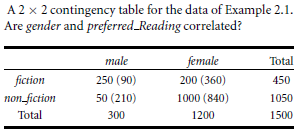 A 2 × 2 contingency table for the data of Example 2.1.
Are gender and preferred_Reading correlated?
male female Total
fiction 250 (90) 200 (360) 450
non_fiction 50 (210) 1000 (840) 1050
Total 300 1200 1500